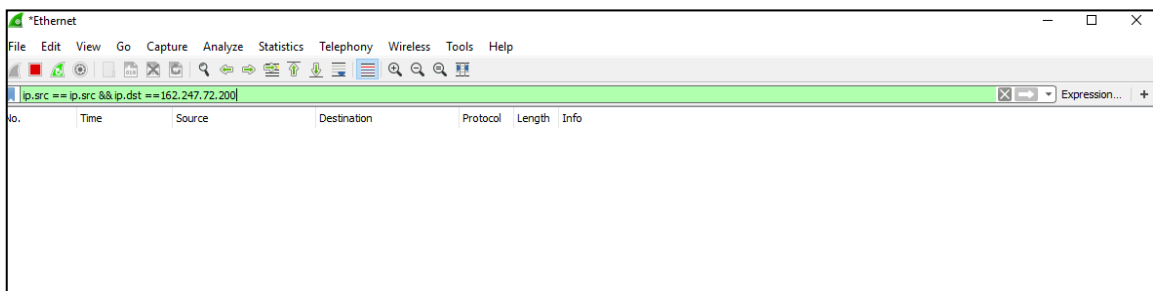 *Ethernet
File Edit View Go Capture Analyze Statistics Telephony Wireless Tools Help
ip.src == ip.src && ip.dst ==162.247.72.200 Expression... +
No. Time Source Destination Protocol Length Info